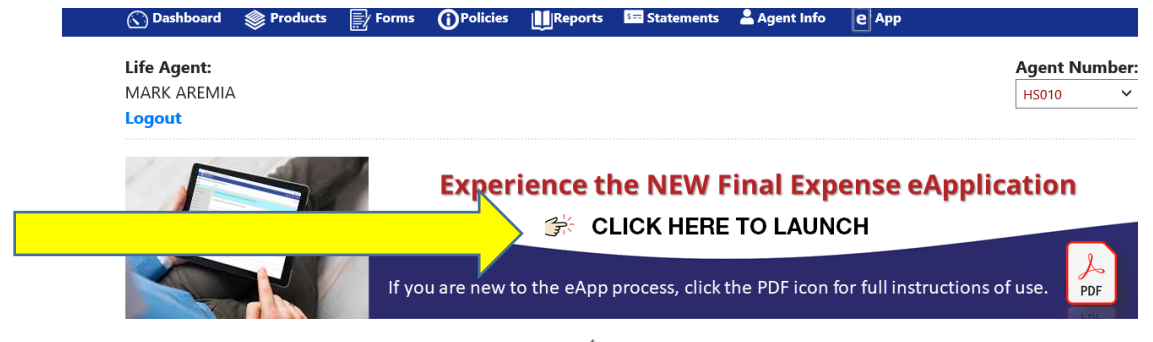 Dashboard Products Forms Policies Reports Statements Agent Info e App
Life Agent: Agent Number:
MARK AREMIA HS010
Logout
Experience the NEW Final Expense eApplication
CLICK HERE TO LAUNCH
If you are new to the eApp process, click the PDF icon for full instructions of use.
PDF